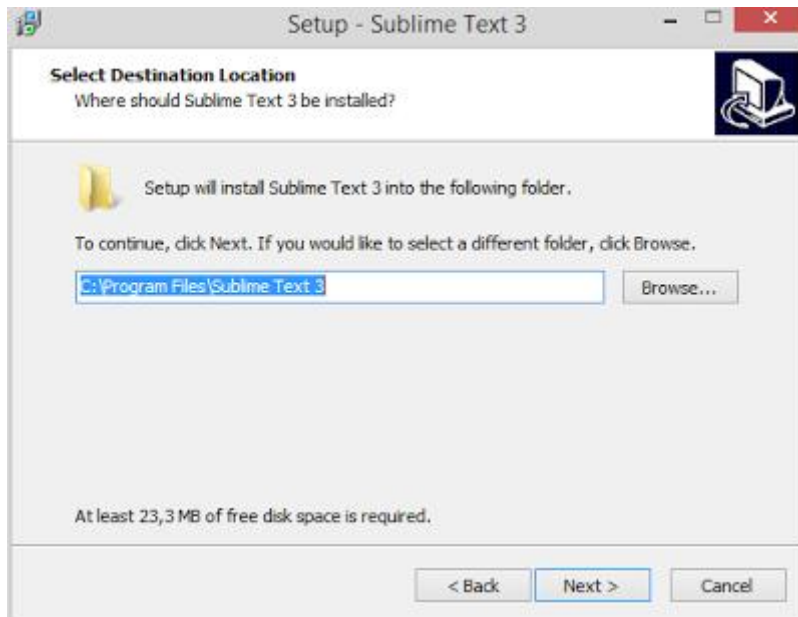 Setup - Sublime Text 3
Select Destination Location
Where should Sublime Text 3 be installed?
Setup will install Sublime Text 3 into the following folder.
To continue, click Next. If you would like to select a different folder, click Browse.
C:\Program Files\Sublime Text 3
Browse...
At least 23,3 MB of free disk space is required.
< Back
Next >
Cancel